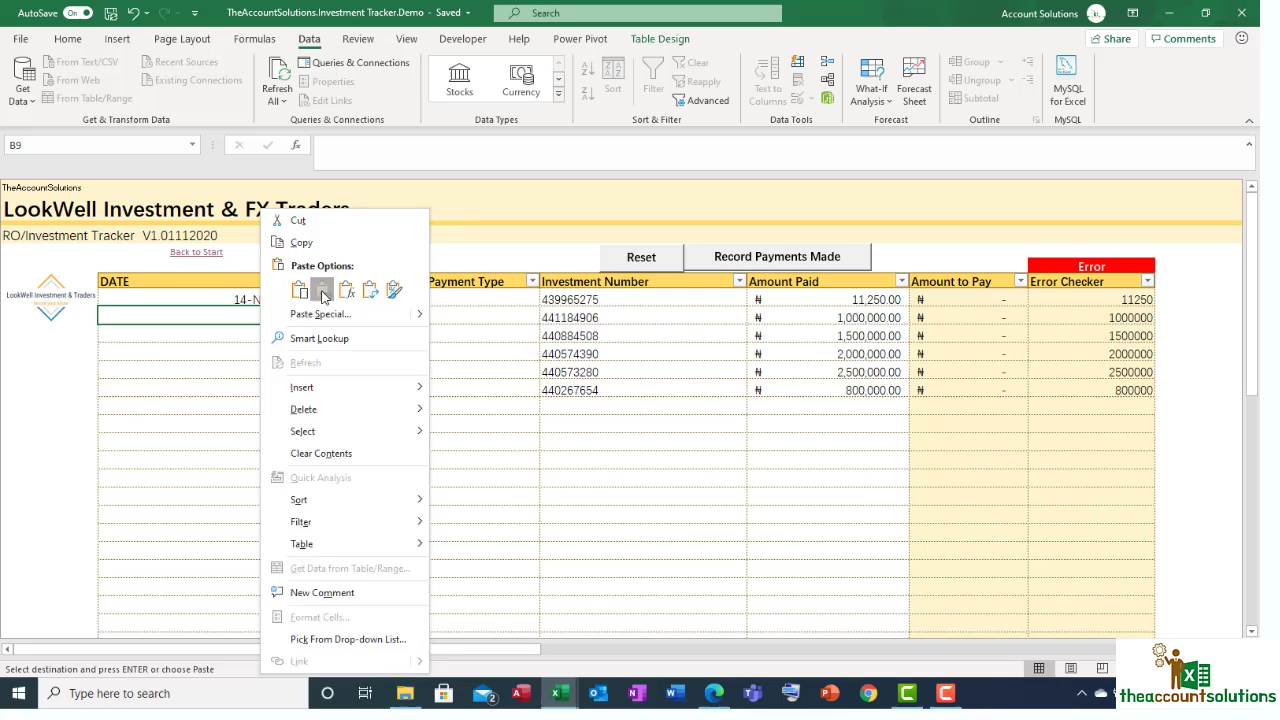 AutoSave On TheAccountSolutions.Investment Tracker.Demo - Saved Search Account Solutions
File Home Insert Page Layout Formulas Data Review View Developer Help Power Pivot Table Design Share Comments
Get Data From Text/CSV From Web From Table/Range Recent Sources Existing Connections
Refresh All Queries & Connections Properties Edit Links
Stocks Currency
Sort Filter Clear Reapply Advanced
Text to Columns
What-If Analysis Forecast Sheet
Group Ungroup Subtotal
MySQL for Excel
Get & Transform Data Queries & Connections Data Types Sort & Filter Data Tools Forecast Outline MySQL
B9 fx
TheAccountSolutions
LookWell Investment & FX Traders
RO/Investment Tracker V1.01112020
Back to Start
Reset Record Payments Made
Error
LookWell Investment & Traders
DATE Payment Type Investment Number Amount Paid Amount to Pay Error Checker
14-N 439965275 ₦ 11,250.00 ₦ - 11250
441184906 ₦ 1,000,000.00 ₦ - 1000000
440884508 ₦ 1,500,000.00 ₦ - 1500000
440574390 ₦ 2,000,000.00 ₦ - 2000000
440573280 ₦ 2,500,000.00 ₦ - 2500000
440267654 ₦ 800,000.00 ₦ - 800000
Cut
Copy
Paste Options:
Paste Special...
Smart Lookup
Refresh
Insert
Delete
Select
Clear Contents
Quick Analysis
Sort
Filter
Table
Get Data from Table/Range...
New Comment
Format Cells...
Pick From Drop-down List...
Link
Select destination and press ENTER or choose Paste
Type here to search
2
theaccountsolutions